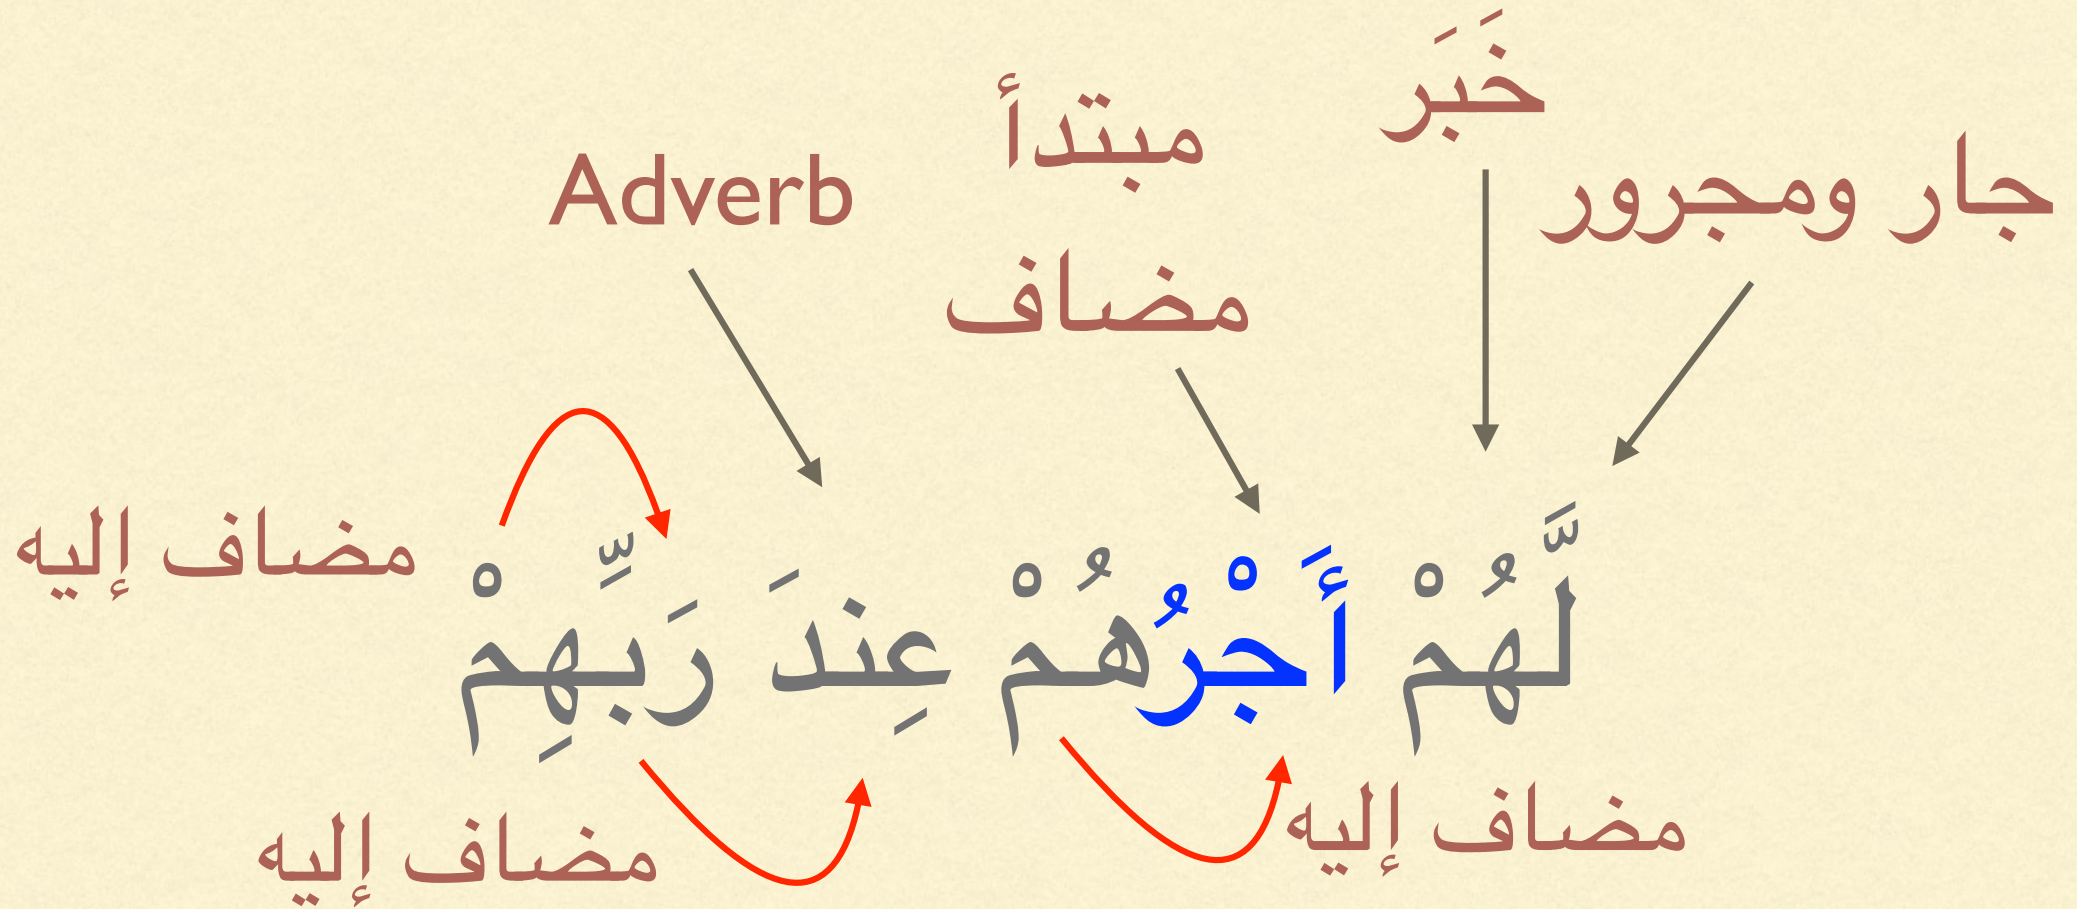 خَبَر
جار ومجرور
مبتدأ
مضاف
Adverb
لَّهُمْ أَجْرُهُمْ عِندَ رَبِّهِمْ
مضاف إليه
مضاف إليه
مضاف إليه